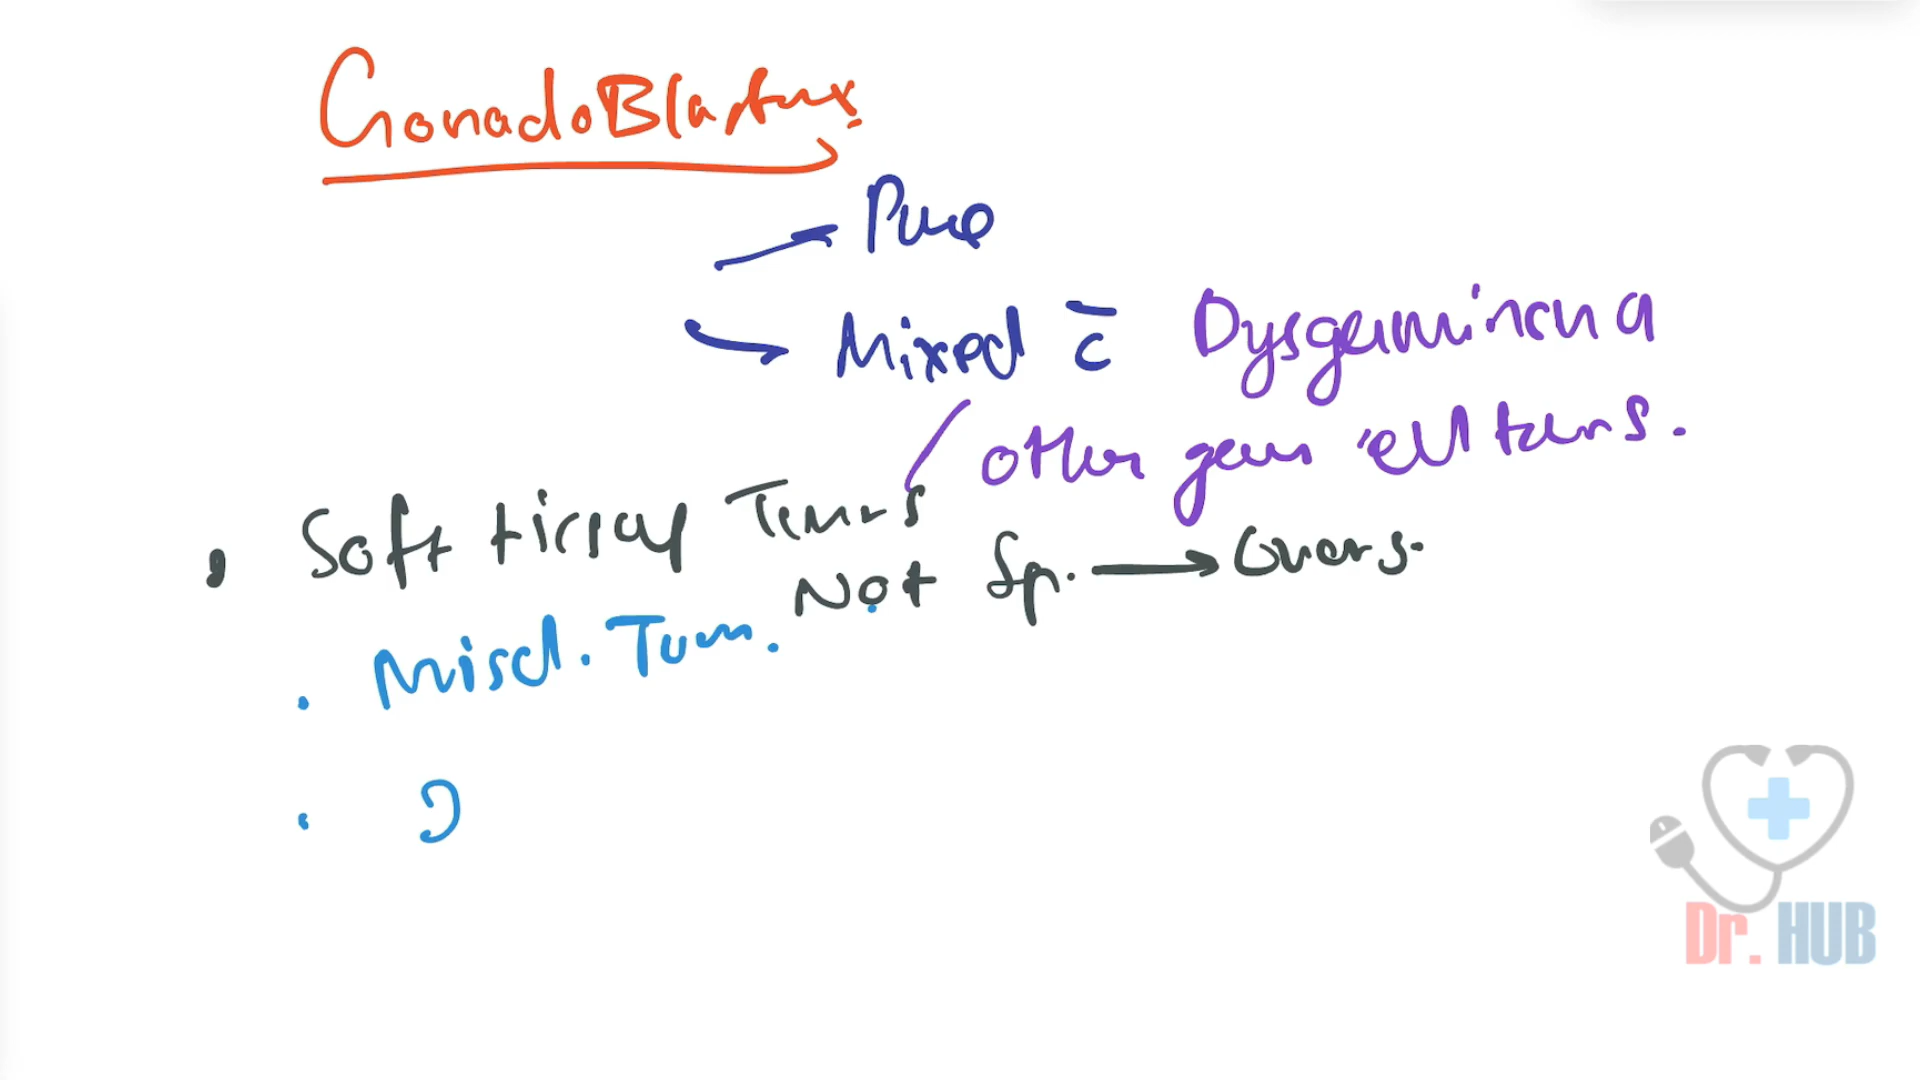 GonadoBlastoma
Pure
Mixed c̄ Dysgerminoma
other germ cell tumors.
Soft tissue Tumors
Not Sp. → Ovary.
Miscl. Tum.
Dr. HUB